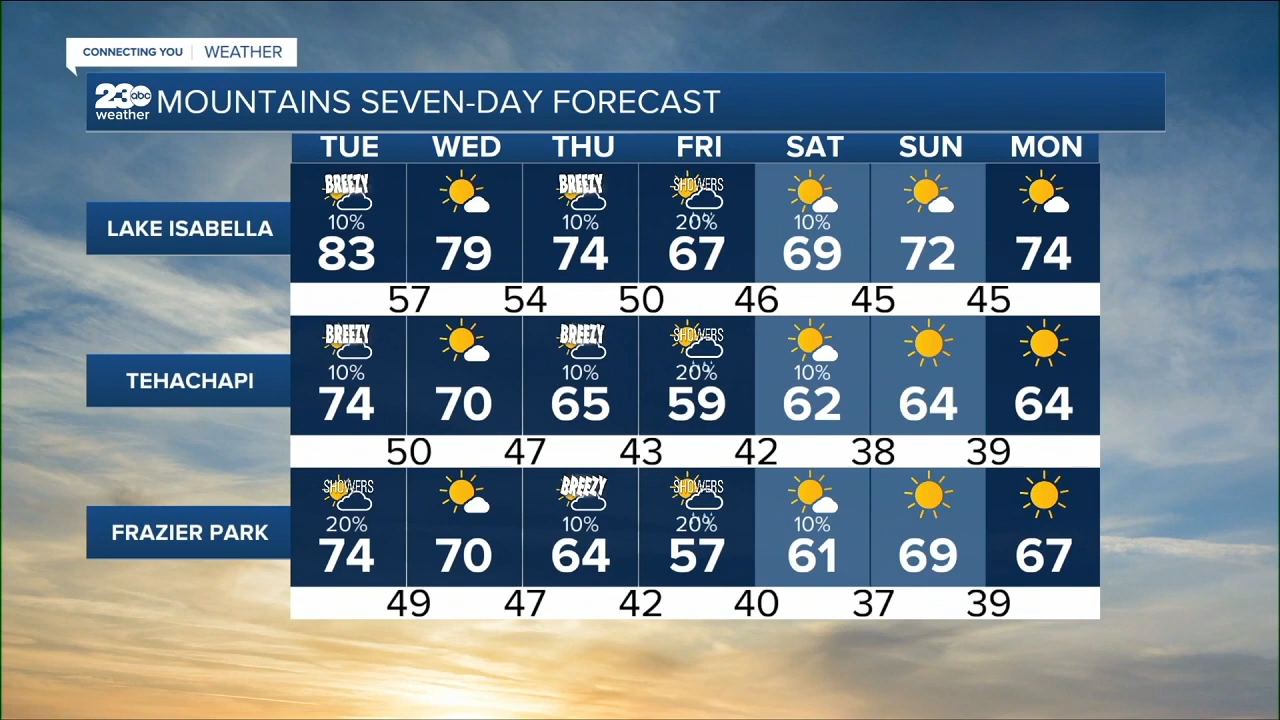 CONNECTING YOU | WEATHER
23 abc
weather
MOUNTAINS SEVEN-DAY FORECAST
TUE WED THU FRI SAT SUN MON
LAKE ISABELLA
BREEZY BREEZY SHOWERS
10% 10% 20% 10%
83 79 74 67 69 72 74
57 54 50 46 45 45
TEHACHAPI
BREEZY BREEZY SHOWERS
10% 10% 20% 10%
74 70 65 59 62 64 64
50 47 43 42 38 39
FRAZIER PARK
SHOWERS BREEZY SHOWERS
20% 10% 20% 10%
74 70 64 57 61 69 67
49 47 42 40 37 39